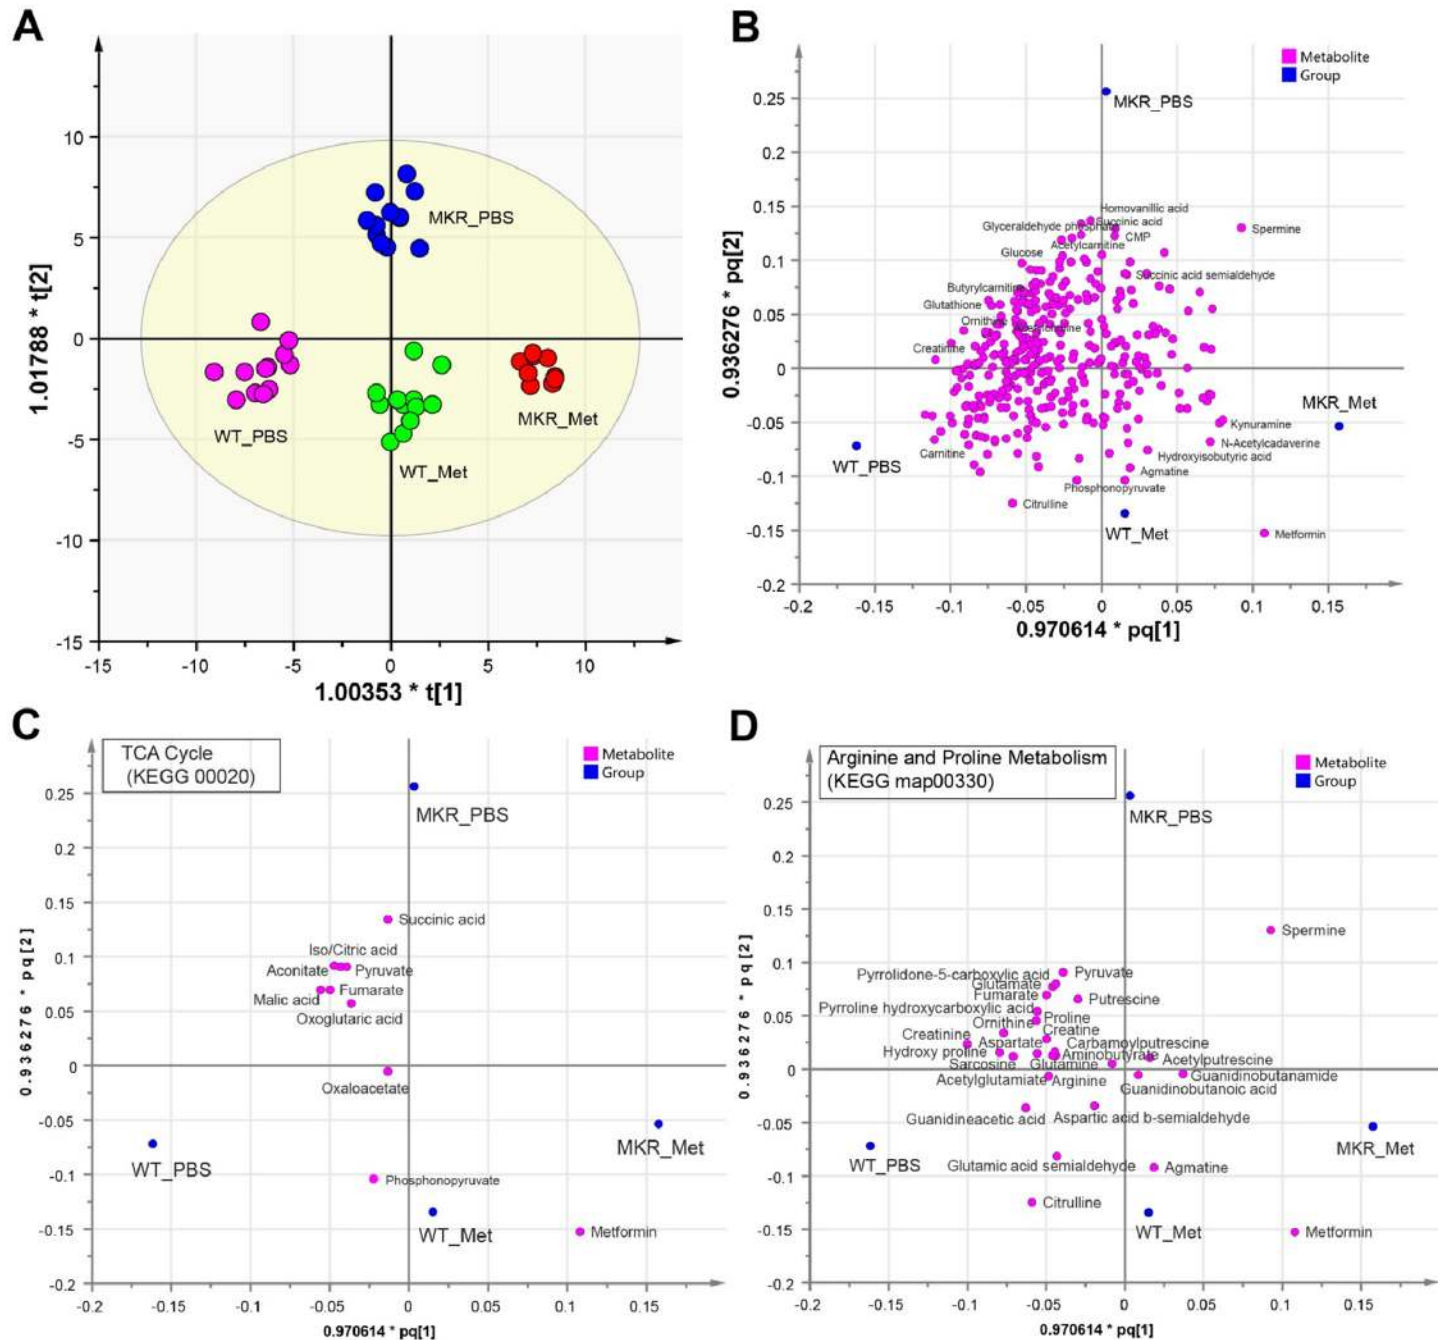 A
15
10
5
0
-5
-10
-15
-15
-10
-5
0
5
10
1.01788 * t[2]
1.00353 * t[1]
MKR_PBS
WT_PBS
WT_Met
MKR_Met
B
Metabolite
Group
0.25
0.2
0.15
0.1
0.05
0
-0.05
-0.1
-0.15
-0.2
-0.2
-0.15
-0.1
-0.05
0
0.05
0.1
0.15
0.936276 * pq[2]
0.970614 * pq[1]
MKR_PBS
Homovanillic acid
Succinic acid
Glyceraldehyde phosphate
CMP
Spermine
Acetylcarnitine
Glucose
Succinic acid semialdehyde
Butyrylcarnitine
Glutathione
Ornithine
Creatinine
MKR_Met
Kynuramine
WT_PBS
N-Acetylcadaverine
Carnitine
Hydroxyisobutyric acid
Agmatine
Phosphonopyruvate
Citrulline
WT_Met
Metformin
C
TCA Cycle
(KEGG 00020)
Metabolite
Group
0.25
0.2
0.15
0.1
0.05
0
-0.05
-0.1
-0.15
-0.2
-0.2
-0.15
-0.1
-0.05
0
0.05
0.1
0.15
0.936276 * pq[2]
0.970614 * pq[1]
MKR_PBS
Succinic acid
Iso/Citric acid
Aconitate
Pyruvate
Malic acid
Fumarate
Oxoglutaric acid
Oxaloacetate
MKR_Met
WT_PBS
Phosphonopyruvate
WT_Met
Metformin
D
Arginine and Proline Metabolism
(KEGG map00330)
Metabolite
Group
0.25
0.2
0.15
0.1
0.05
0
-0.05
-0.1
-0.15
-0.2
-0.2
-0.15
-0.1
-0.05
0
0.05
0.1
0.15
0.936276 * pq[2]
0.970614 * pq[1]
MKR_PBS
Spermine
Pyrrolidone-5-carboxylic acid
Pyruvate
Glutamate
Fumarate
Putrescine
Pyrroline hydroxycarboxylic acid
Proline
Ornithine
Creatine
Creatinine
Aspartate
Carbamoylputrescine
Hydroxy proline
Aminobutyrate
Acetylputrescine
Sarcosine
Glutamine
Guanidinobutanamide
Acetylglutamiate
Arginine
Guanidinobutanoic acid
Guanidineacetic acid
Aspartic acid b-semialdehyde
MKR_Met
WT_PBS
Glutamic acid semialdehyde
Agmatine
Citrulline
WT_Met
Metformin